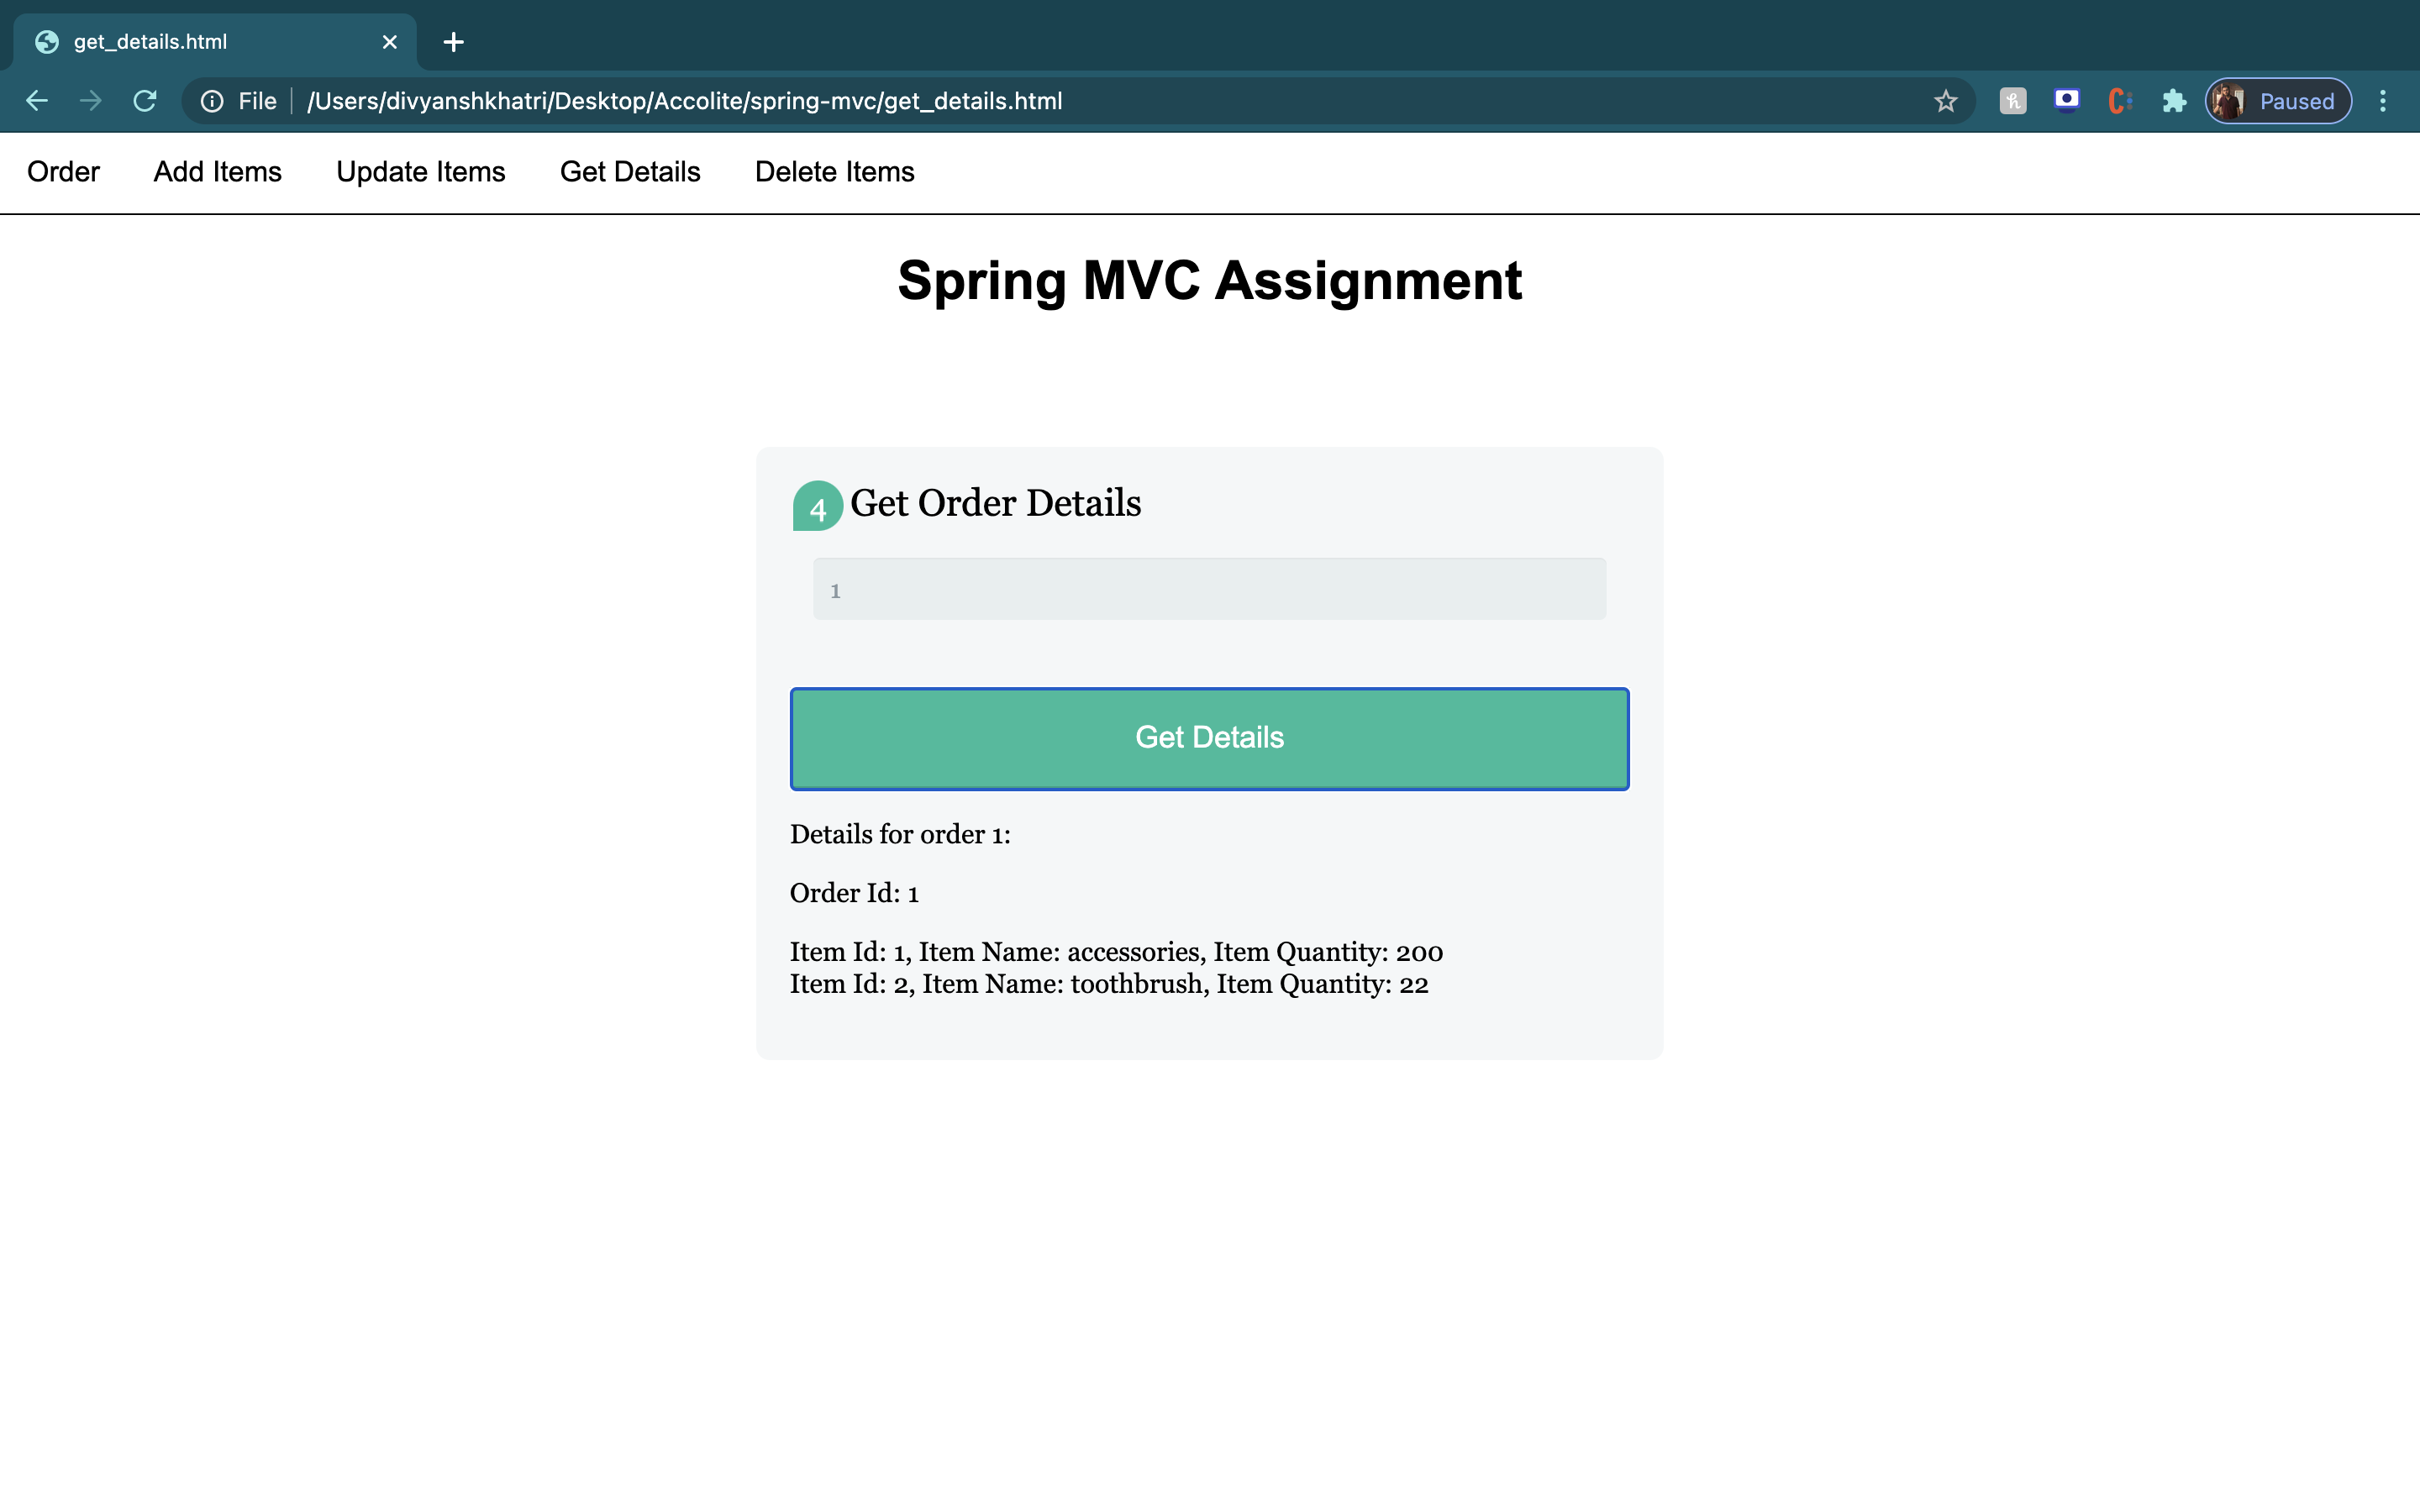 get_details.html
File /Users/divyanshkhatri/Desktop/Accolite/spring-mvc/get_details.html Paused
Order Add Items Update Items Get Details Delete Items
Spring MVC Assignment
4 Get Order Details
1
Get Details
Details for order 1:
Order Id: 1
Item Id: 1, Item Name: accessories, Item Quantity: 200
Item Id: 2, Item Name: toothbrush, Item Quantity: 22